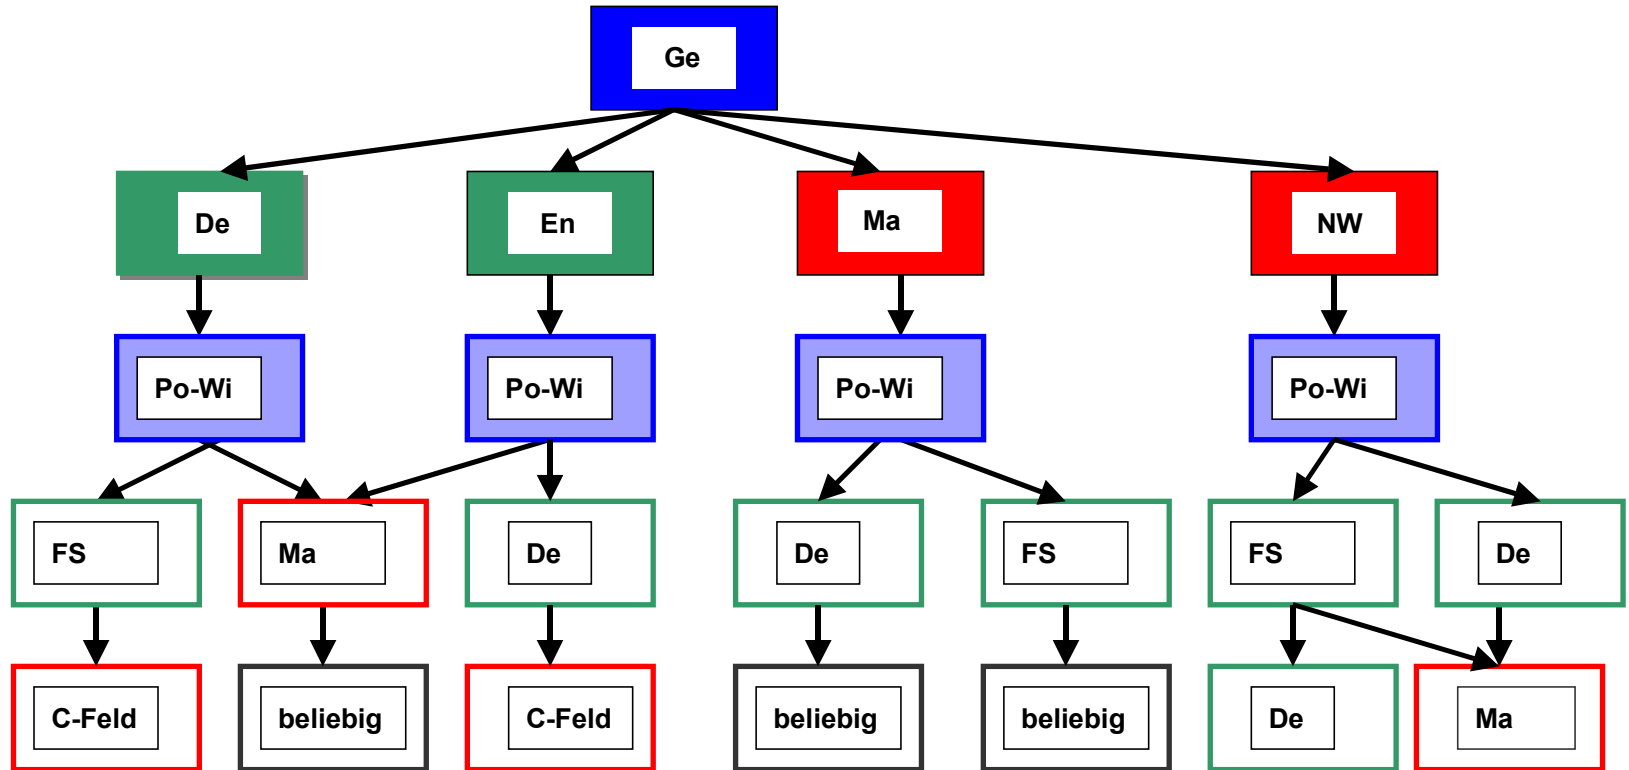 Ge
De
En
Ma
NW
Po-Wi
Po-Wi
Po-Wi
Po-Wi
FS
Ma
De
De
FS
FS
De
C-Feld
beliebig
C-Feld
beliebig
beliebig
De
Ma